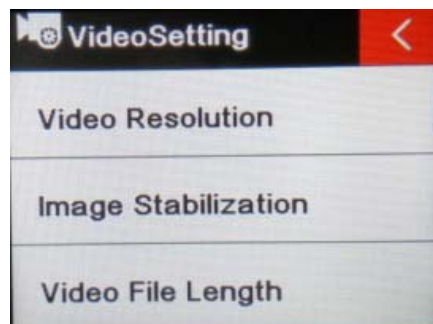 VideoSetting
Video Resolution
Image Stabilization
Video File Length